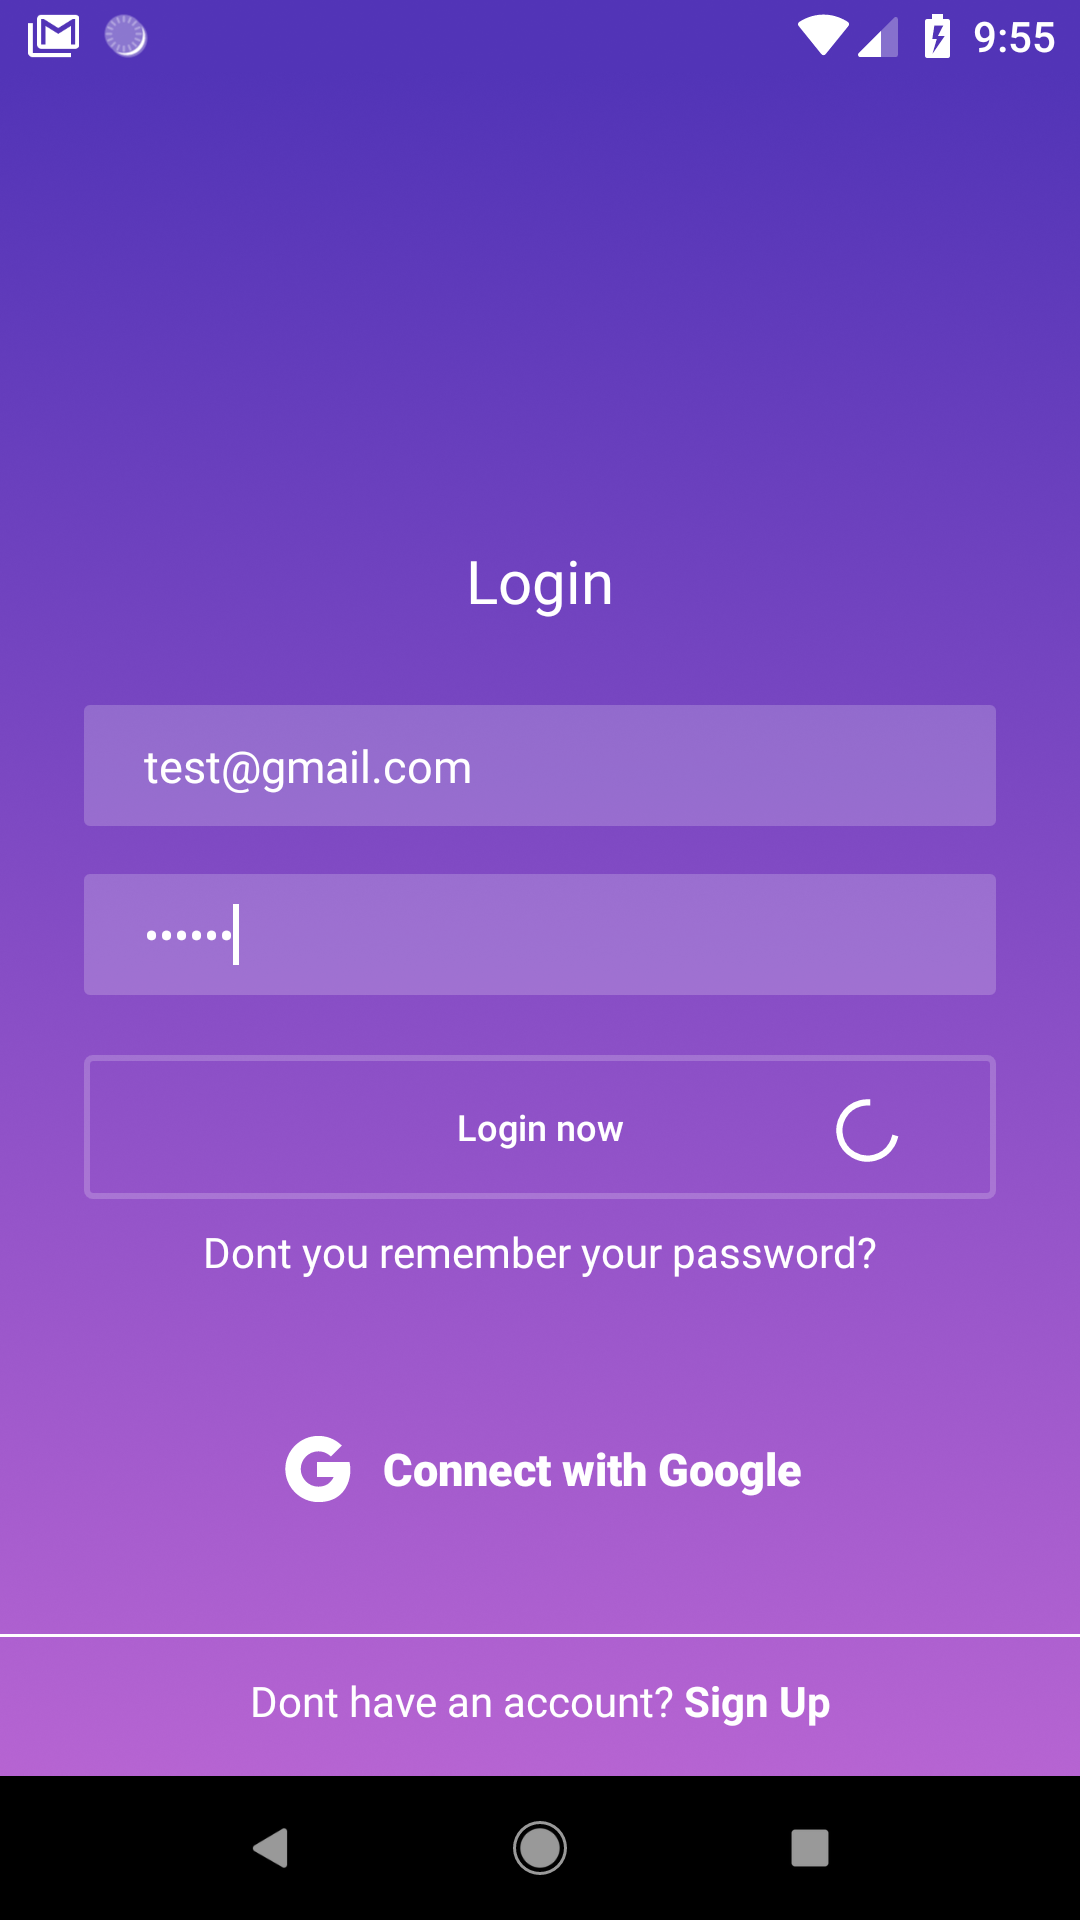 9:55
Login
test@gmail.com
••••••
Login now
Dont you remember your password?
Connect with Google
Dont have an account? Sign Up